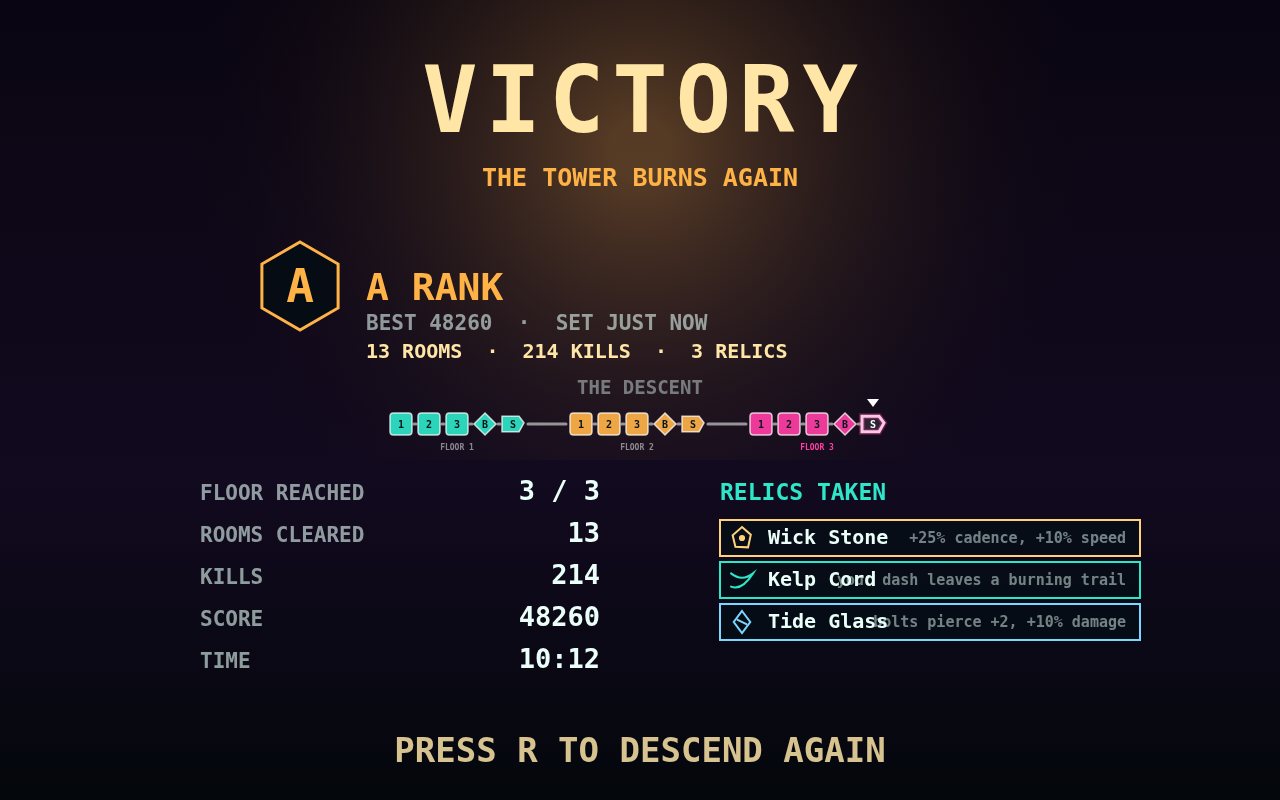 VICTORY
THE TOWER BURNS AGAIN
A
A RANK
BEST 48260 · SET JUST NOW
13 ROOMS · 214 KILLS · 3 RELICS
THE DESCENT
1 2 3 B S 1 2 3 B S 1 2 3 B S
FLOOR 1 FLOOR 2 FLOOR 3
FLOOR REACHED 3 / 3
ROOMS CLEARED 13
KILLS 214
SCORE 48260
TIME 10:12
RELICS TAKEN
Wick Stone +25% cadence, +10% speed
Kelp Cord your dash leaves a burning trail
Tide Glass bolts pierce +2, +10% damage
PRESS R TO DESCEND AGAIN